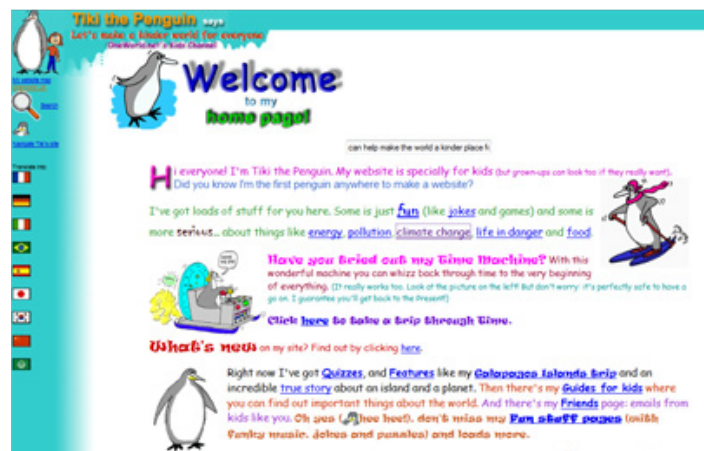 Tiki the Penguin says
Let's make a kinder world for everyone
OneWorld.net's Kids Channel
Search
Navigate Tiki's site
Translate into:
Welcome
to my
home page!
can help make the world a kinder place f
Hi everyone! I'm Tiki the Penguin. My website is specially for kids (but grown-ups can look too if they really want).
Did you know I'm the first penguin anywhere to make a website?
I've got loads of stuff for you here. Some is just fun (like jokes and games) and some is
more serious... about things like energy, pollution, climate change, life in danger and food.
Have you tried out my Time Machine? With this
wonderful machine you can whizz back through time to the very beginning
of everything. (It really works too. Look at the picture on the left! But don't worry: it's perfectly safe to have a
go on. I guarantee you'll get back to the Present!)
Click here to take a trip through Time.
What's new on my site? Find out by clicking here.
Right now I've got Quizzes, and Features like my Galapagos Islands trip and an
incredible true story about an island and a planet. Then there's my Guides for kids where
you can find out important things about the world. And there's my Friends page: emails from
kids like you. Oh yes (hee hee!), don't miss my Fun stuff pages (with
funky music, jokes and puzzles) and loads more.